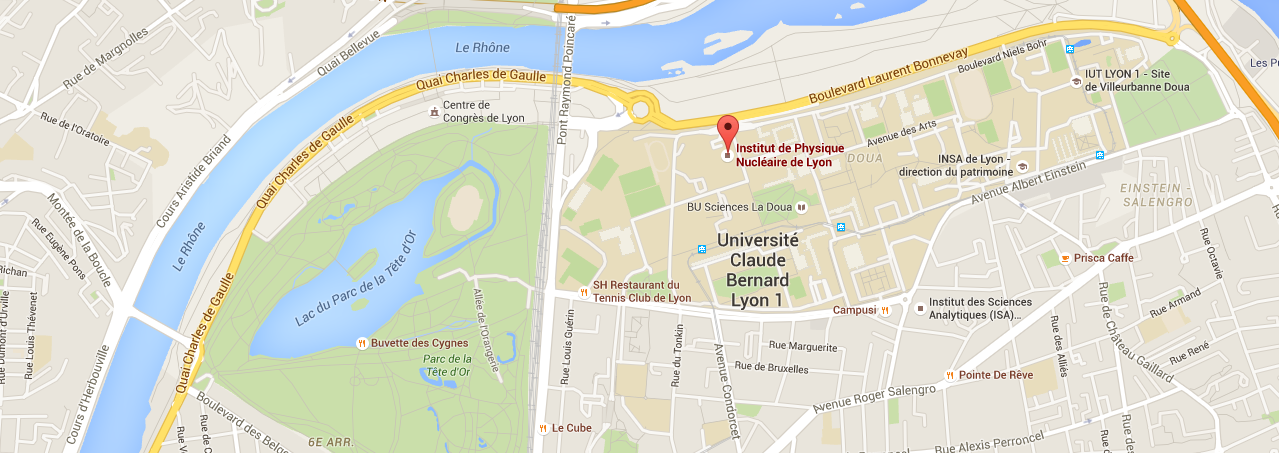 Rue de Margnolles
Quai Bellevue
Le Rhône
Quai Charles de Gaulle
Pont Raymond Poincaré
Boulevard Laurent Bonnevay
Boulevard Niels Bohr
IUT LYON 1 - Site
de Villeurbanne Doua
Les Pu
Rue de l'Oratoire
Centre de
Congrès de Lyon
Quai Charles de Gaulle
Cours Aristide Briand
Institut de Physique
Nucléaire de Lyon
Avenue des Arts
DOUA
INSA de Lyon -
direction du patrimoine
Avenue Albert Einstein
EINSTEIN -
SALENGRO
Montée de la Boucle
Rue Eugène Pons
Le Rhône
BU Sciences La Doua
Université
Claude
Bernard
Lyon 1
Rue Octavie
Prisca Caffe
Richan
Lac du Parc de la Tête d'Or
Quai Charles de Gaulle
Allée de l'Orangerie
SH Restaurant du
Tennis Club de Lyon
Campusi
Institut des Sciences
Analytiques (ISA)...
Rue Armand
Rue Dumont d'Urville
Rue Louis Thévenet
Buvette des Cygnes
Parc de la
Tête d'Or
Rue Louis Guérin
Rue du Tonkin
Rue Marguerite
Rue de Bruxelles
Avenue Condorcet
Rue des Alliés
Rue de Château Gaillard
Rue René
Pointe De Rêve
Avenue Roger Salengro
Cours d'Herbouville
Boulevard des Belges
6E ARR.
Le Cube
Rue Alexis Perroncel
Rue Vauban
Rue des